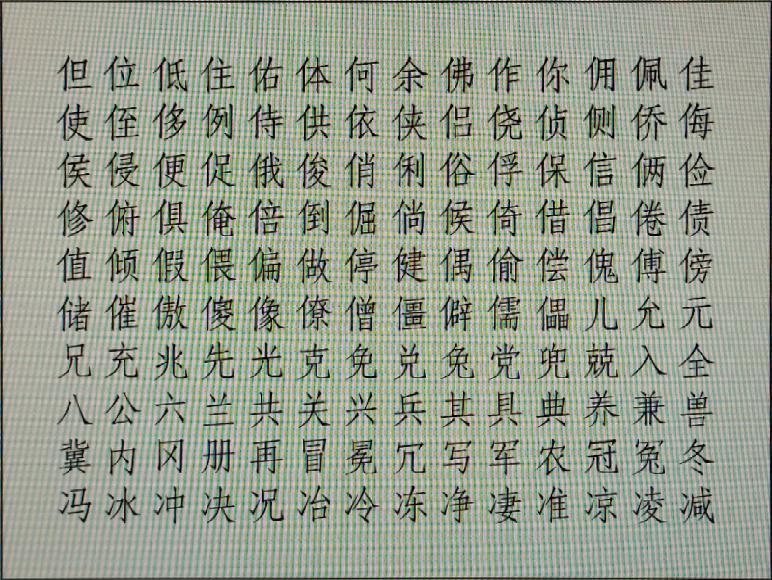 但位低住佑体何余佛作你佣佩佳
使侄侈例侍供依侠侣侥侦侧侨侮
侯侵便促俄俊俏俐俗俘保信俩俭
修俯俱俺倍倒倔倘候倚借倡倦债
值倾假偎偏做停健偶偷偿傀傅傍
储催傲傻像僚僧僵僻儒儡儿允元
兄充兆先光克免兑兔党兜兢入全
八公六兰共关兴兵其具典养兼兽
冀内冈册再冒冕冗写军农冠冤冬
冯冰冲决况冶冷冻净凄准凉凌减